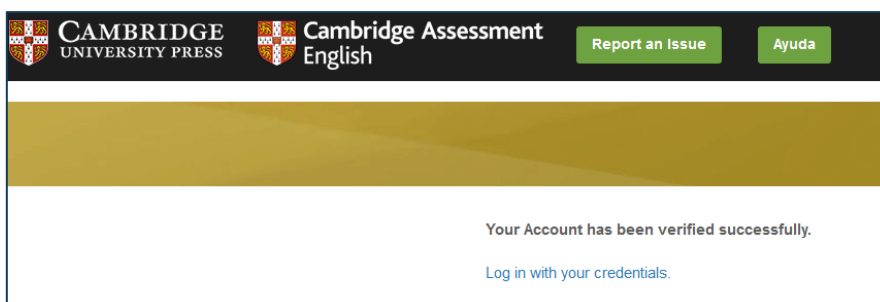 CAMBRIDGE
UNIVERSITY PRESS
Cambridge Assessment
English
Report an Issue
Ayuda
Your Account has been verified successfully.
Log in with your credentials.